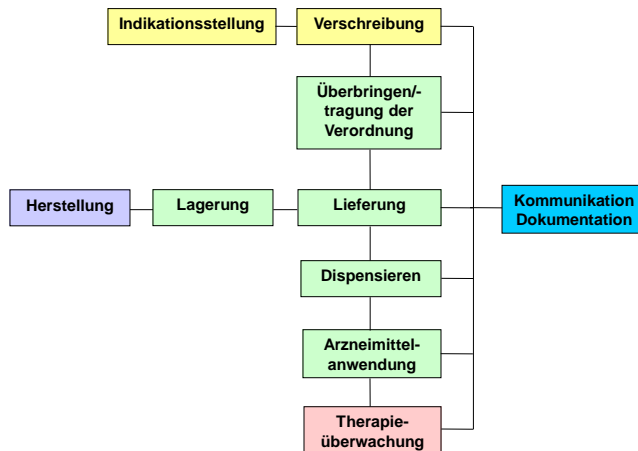 Indikationsstellung
Verschreibung
Überbringen/-
tragung der
Verordnung
Herstellung
Lagerung
Lieferung
Kommunikation
Dokumentation
Dispensieren
Arzneimittel-
anwendung
Therapie-
überwachung